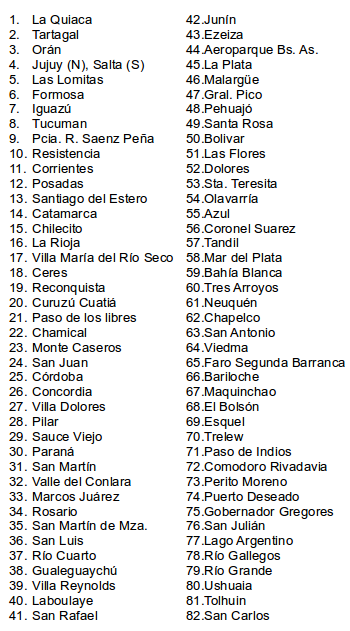 1. La Quiaca
2. Tartagal
3. Orán
4. Jujuy (N), Salta (S)
5. Las Lomitas
6. Formosa
7. Iguazú
8. Tucuman
9. Pcia. R. Saenz Peña
10. Resistencia
11. Corrientes
12. Posadas
13. Santiago del Estero
14. Catamarca
15. Chilecito
16. La Rioja
17. Villa María del Río Seco
18. Ceres
19. Reconquista
20. Curuzú Cuatiá
21. Paso de los libres
22. Chamical
23. Monte Caseros
24. San Juan
25. Córdoba
26. Concordia
27. Villa Dolores
28. Pilar
29. Sauce Viejo
30. Paraná
31. San Martín
32. Valle del Conlara
33. Marcos Juárez
34. Rosario
35. San Martín de Mza.
36. San Luis
37. Río Cuarto
38. Gualeguaychú
39. Villa Reynolds
40. Laboulaye
41. San Rafael
42.Junín
43.Ezeiza
44.Aeroparque Bs. As.
45.La Plata
46.Malargüe
47.Gral. Pico
48.Pehuajó
49.Santa Rosa
50.Bolivar
51.Las Flores
52.Dolores
53.Sta. Teresita
54.Olavarría
55.Azul
56.Coronel Suarez
57.Tandil
58.Mar del Plata
59.Bahía Blanca
60.Tres Arroyos
61.Neuquén
62.Chapelco
63.San Antonio
64.Viedma
65.Faro Segunda Barranca
66.Bariloche
67.Maquinchao
68.El Bolsón
69.Esquel
70.Trelew
71.Paso de Indios
72.Comodoro Rivadavia
73.Perito Moreno
74.Puerto Deseado
75.Gobernador Gregores
76.San Julián
77.Lago Argentino
78.Río Gallegos
79.Río Grande
80.Ushuaia
81.Tolhuin
82.San Carlos